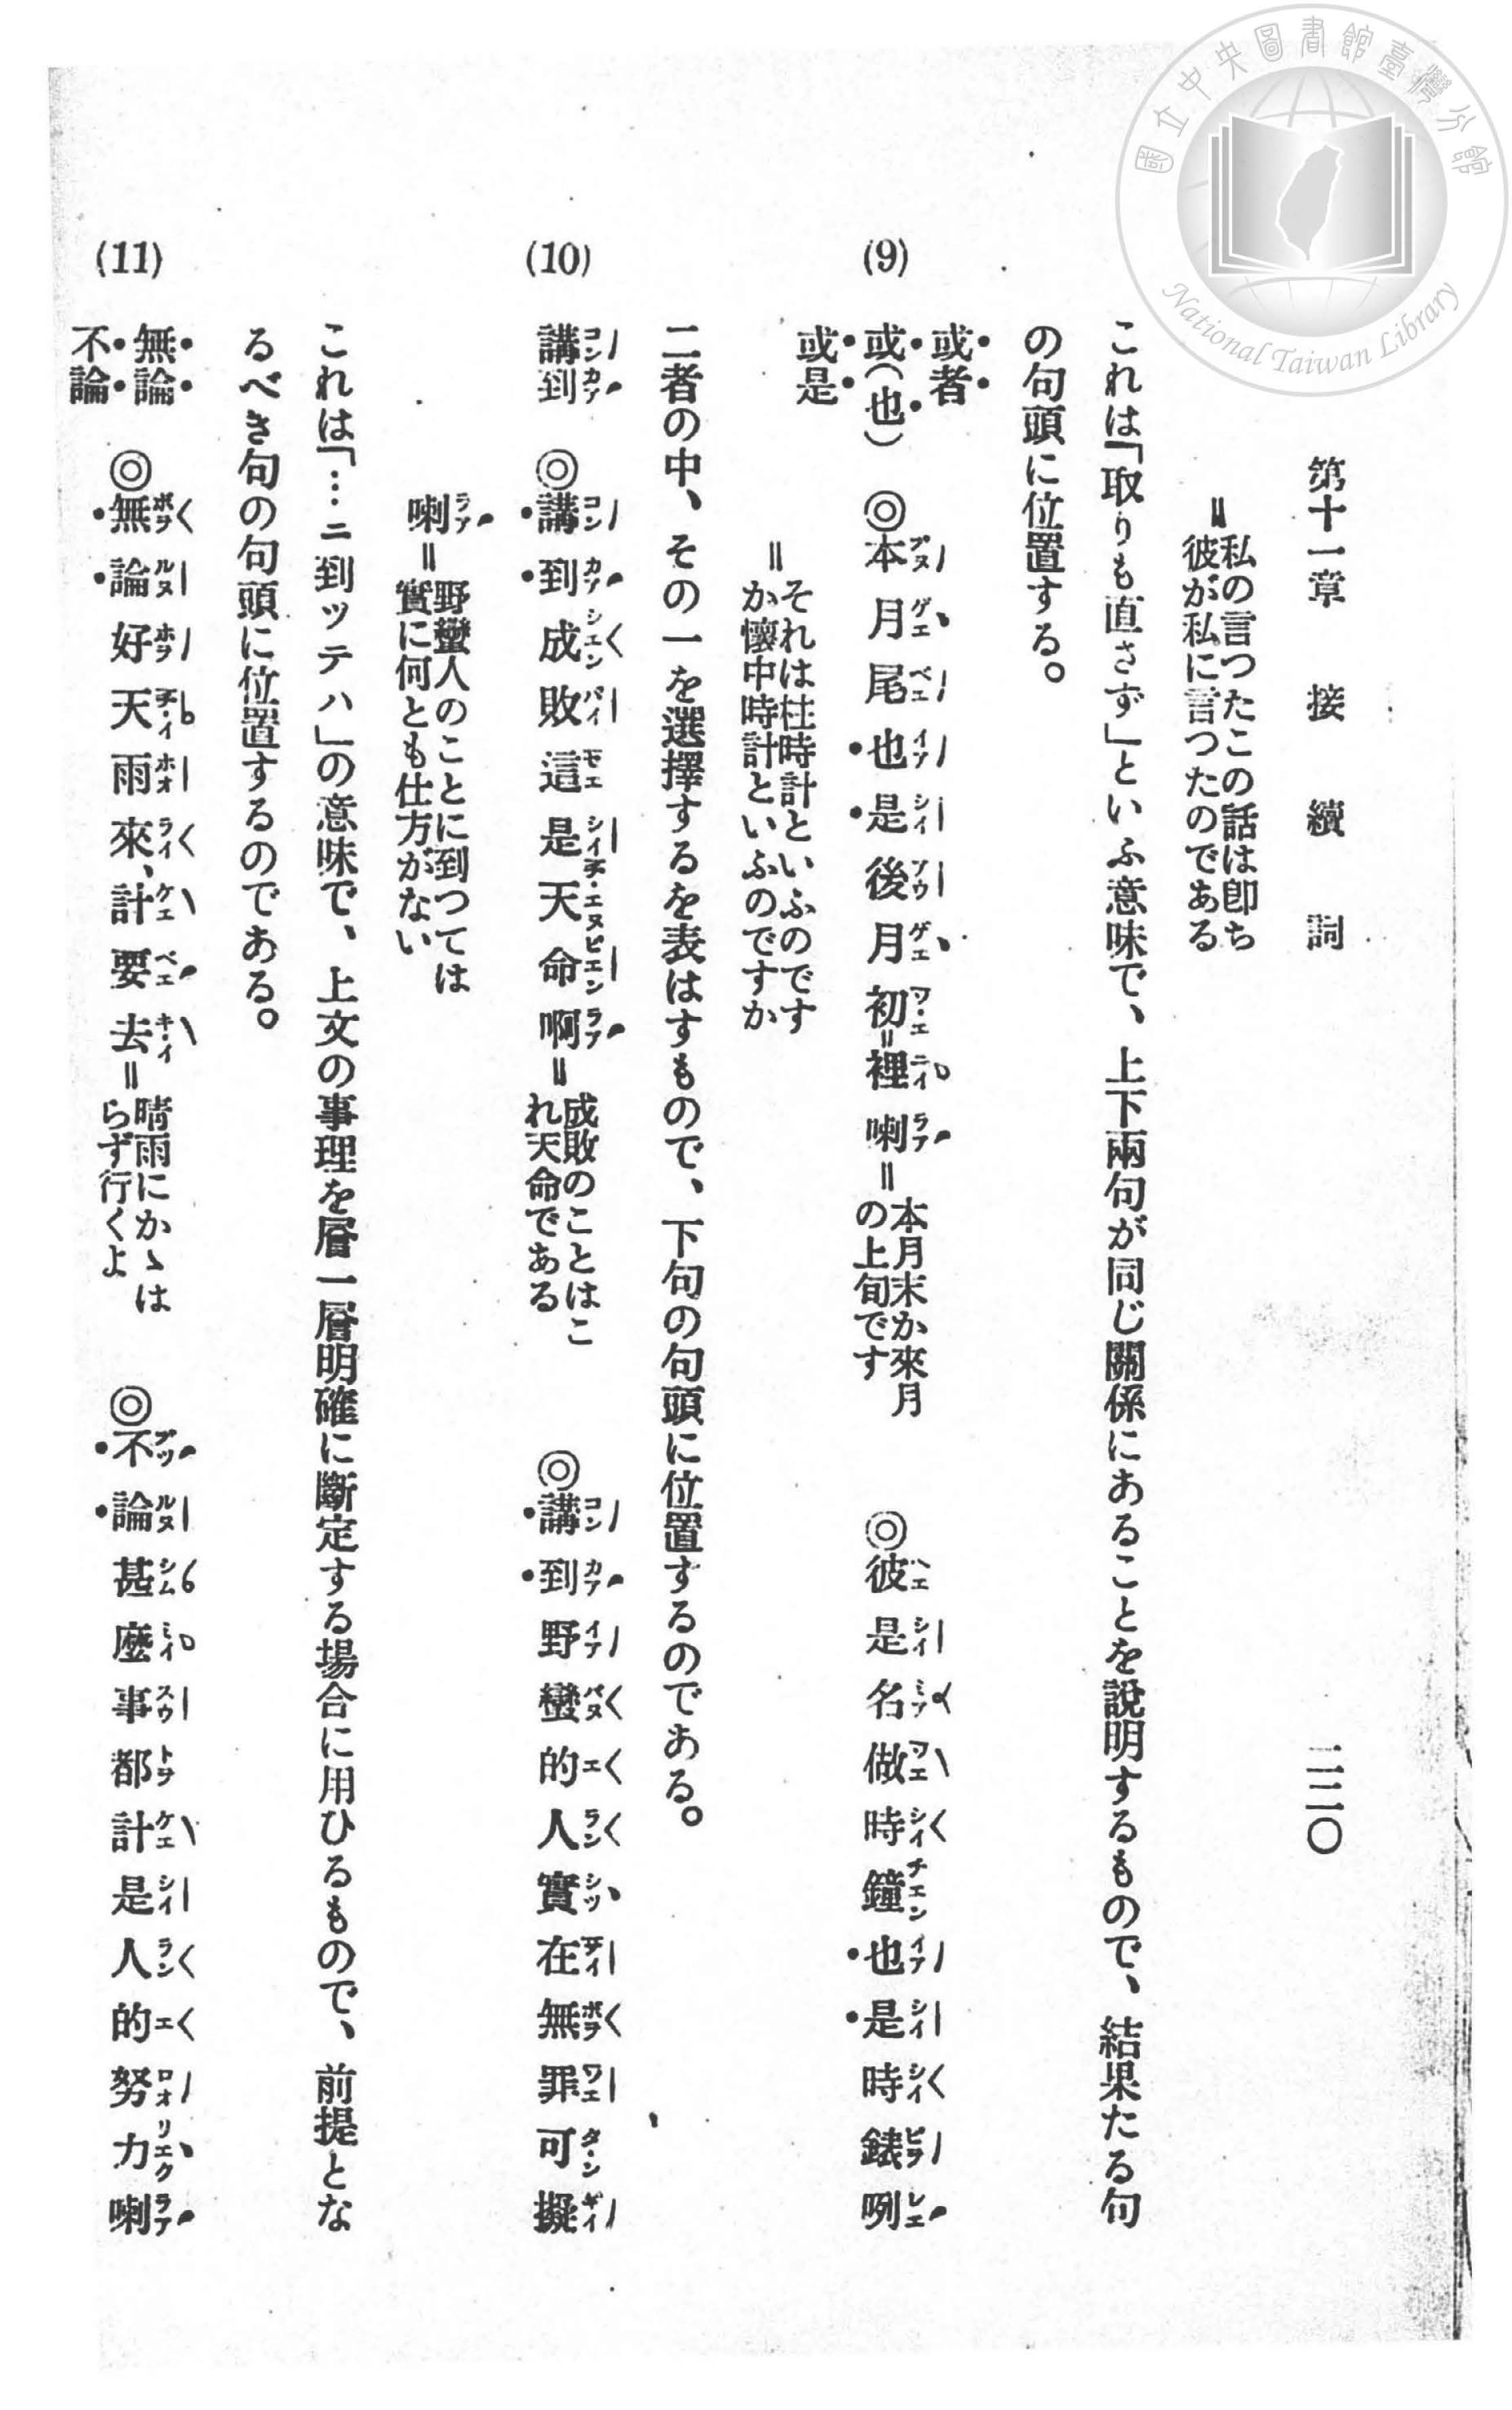 國立中央圖書館臺灣分館
National Taiwan Library
第十一章 接續詞 二二〇
=私の言つたこの話は卽ち
彼が私に言つたのである
これは「取りも直さず」といふ意味で、上下兩句が同じ關係にあることを說明するもので、結果たる句
の句頭に位置する。
(9)
或者
或(也)
或是
◎本月尾也是後月初=裡喇=本月末か來月
の上旬です
◎彼是名做時鐘也是時錶咧
=それは柱時計といふのです
か懷中時計といふのですか
二者の中、その一を選擇するを表はすもので、下句の句頭に位置するのである。
(10)
講到 ◎講到成敗這是天命啊=成敗のことはこ
れ天命である
◎講到野蠻的人實在無罪可擬
喇=野蠻人のことに到つては
實に何とも仕方がない
これは「…ニ到ッテハ」の意味で、上文の事理を層一層明確に斷定する場合に用ひるもので、前提とな
るべき句の句頭に位置するのである。
(11)
無論
不論
◎無論好天雨來、計要去=晴雨にかゝは
らず行くよ
◎不論甚麼事都計是人的努力喇